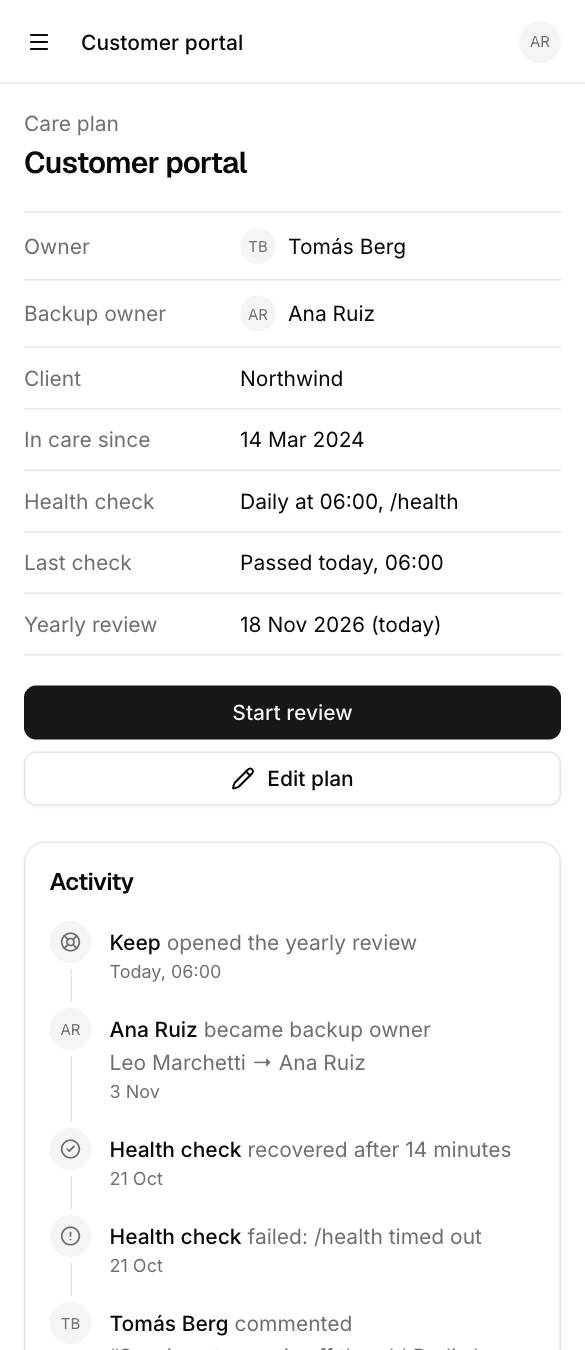 Customer portal
AR
Care plan
Customer portal
Owner
TB
Tomás Berg
Backup owner
AR
Ana Ruiz
Client
Northwind
In care since
14 Mar 2024
Health check
Daily at 06:00, /health
Last check
Passed today, 06:00
Yearly review
18 Nov 2026 (today)
Start review
Edit plan
Activity
Keep opened the yearly review
Today, 06:00
AR
Ana Ruiz became backup owner
Leo Marchetti → Ana Ruiz
3 Nov
Health check recovered after 14 minutes
21 Oct
Health check failed: /health timed out
21 Oct
TB
Tomás Berg commented